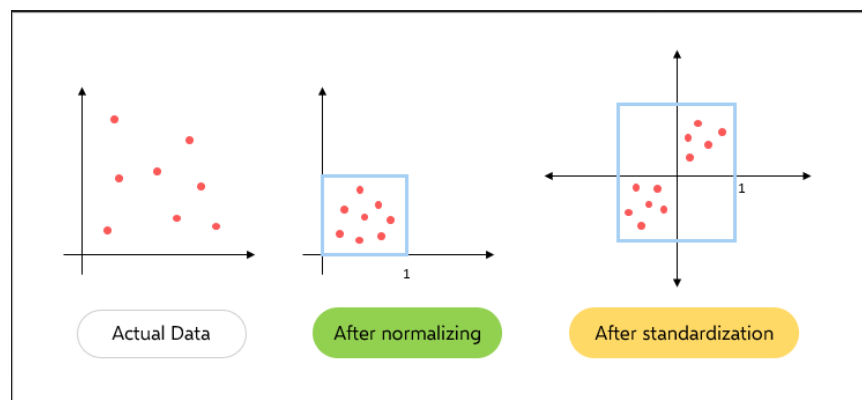 1
1
Actual Data
After normalizing
After standardization